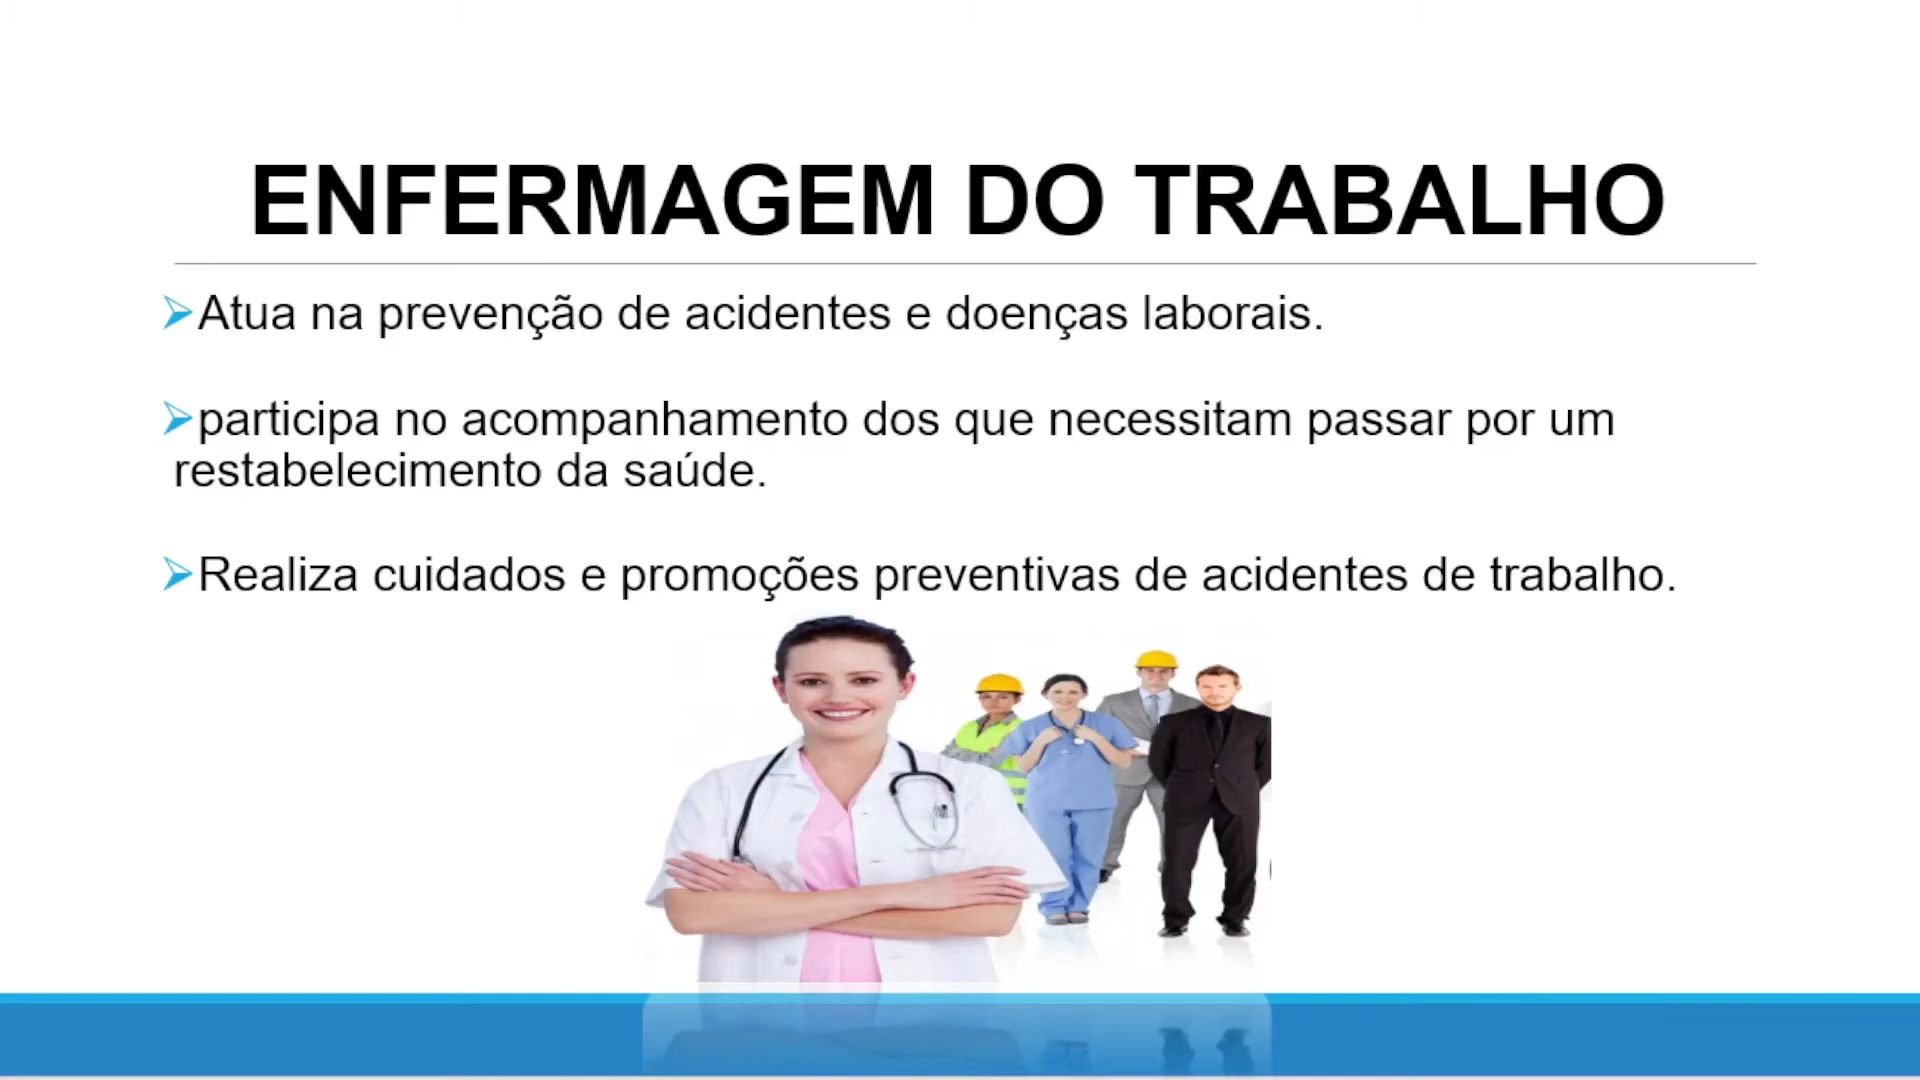 ENFERMAGEM DO TRABALHO
Atua na prevenção de acidentes e doenças laborais.
participa no acompanhamento dos que necessitam passar por um
restabelecimento da saúde.
Realiza cuidados e promoções preventivas de acidentes de trabalho.